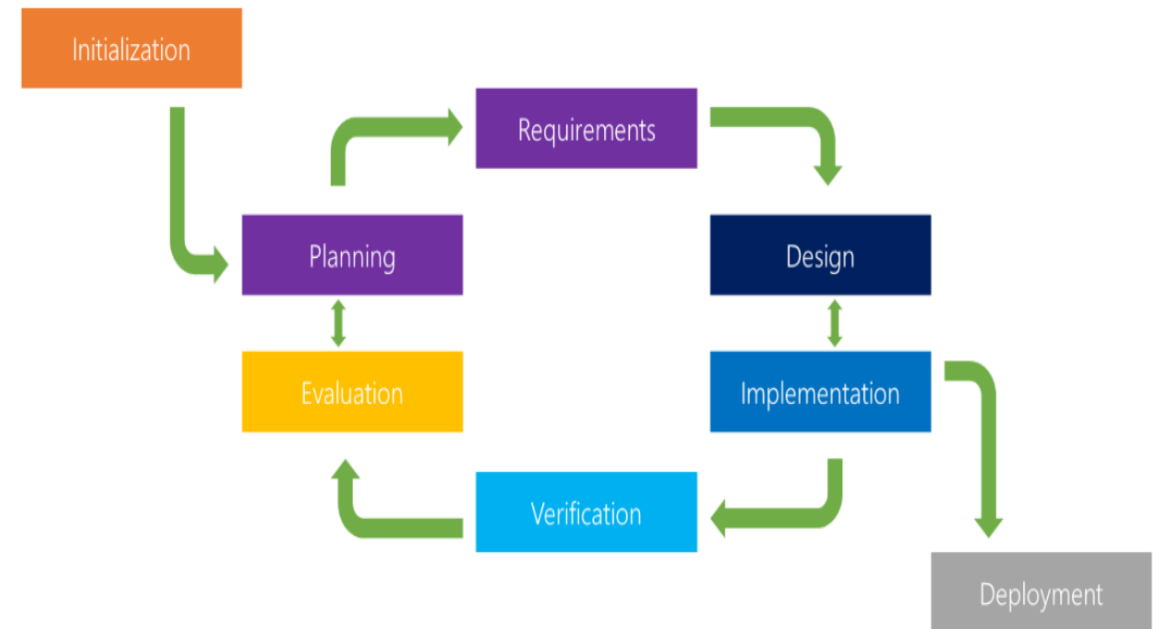 Initialization
Requirements
Planning
Design
Evaluation
Implementation
Verification
Deployment